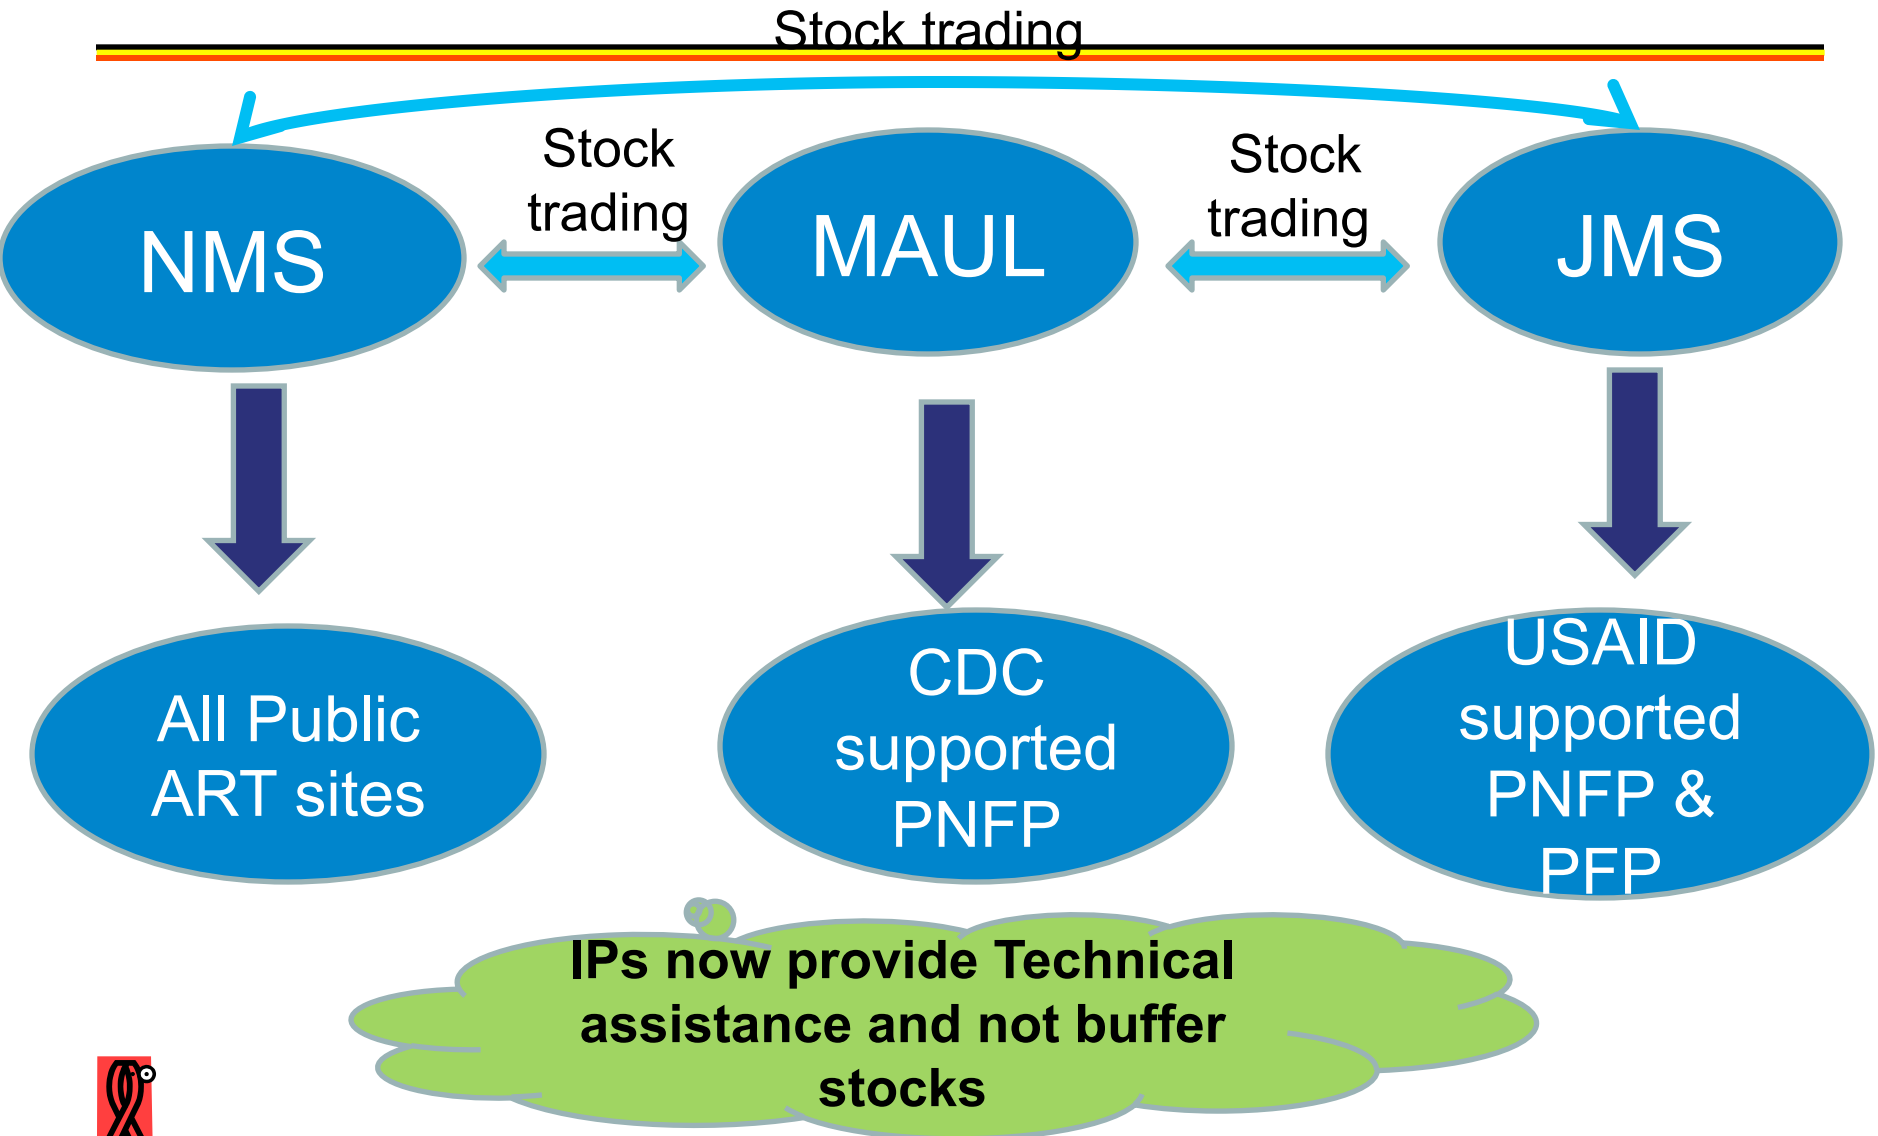 Stock trading
Stock
trading
Stock
trading
NMS
MAUL
JMS
All Public
ART sites
CDC
supported
PNFP
USAID
supported
PNFP &
PFP
IPs now provide Technical
assistance and not buffer
stocks